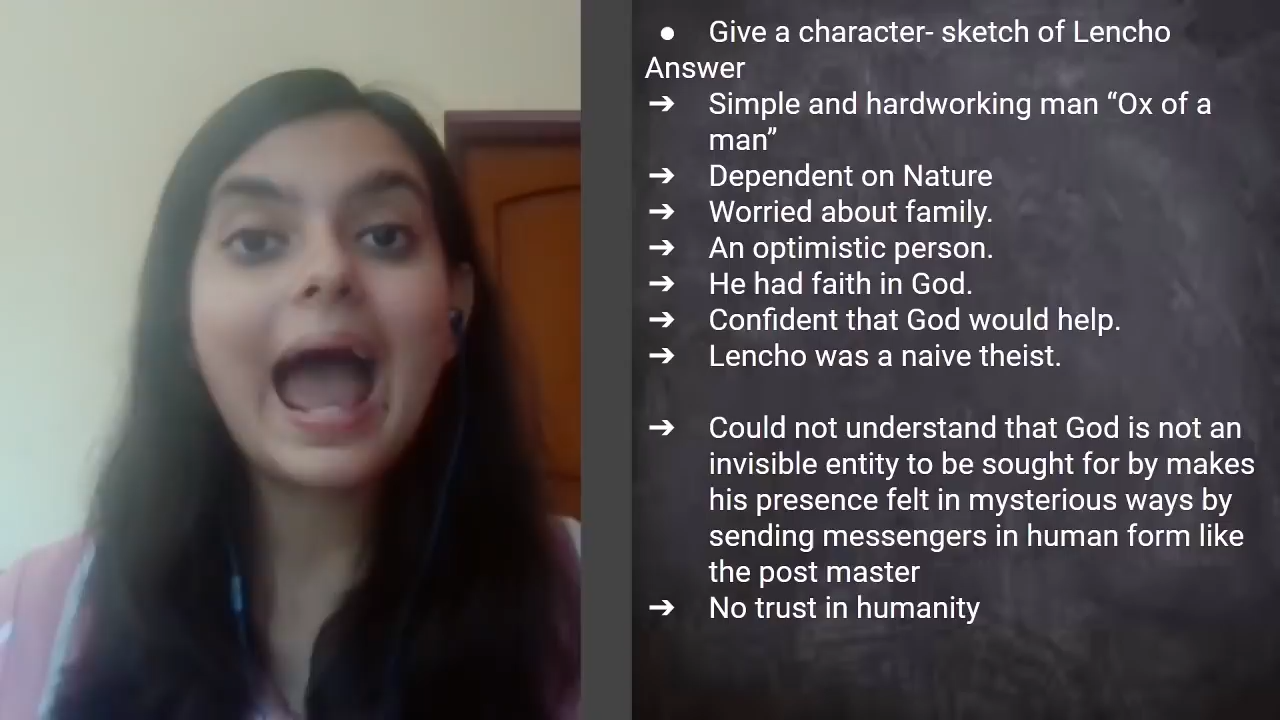 ● Give a character- sketch of Lencho
Answer
➔ Simple and hardworking man “Ox of a
man”
➔ Dependent on Nature
➔ Worried about family.
➔ An optimistic person.
➔ He had faith in God.
➔ Confident that God would help.
➔ Lencho was a naive theist.
➔ Could not understand that God is not an
invisible entity to be sought for by makes
his presence felt in mysterious ways by
sending messengers in human form like
the post master
➔ No trust in humanity